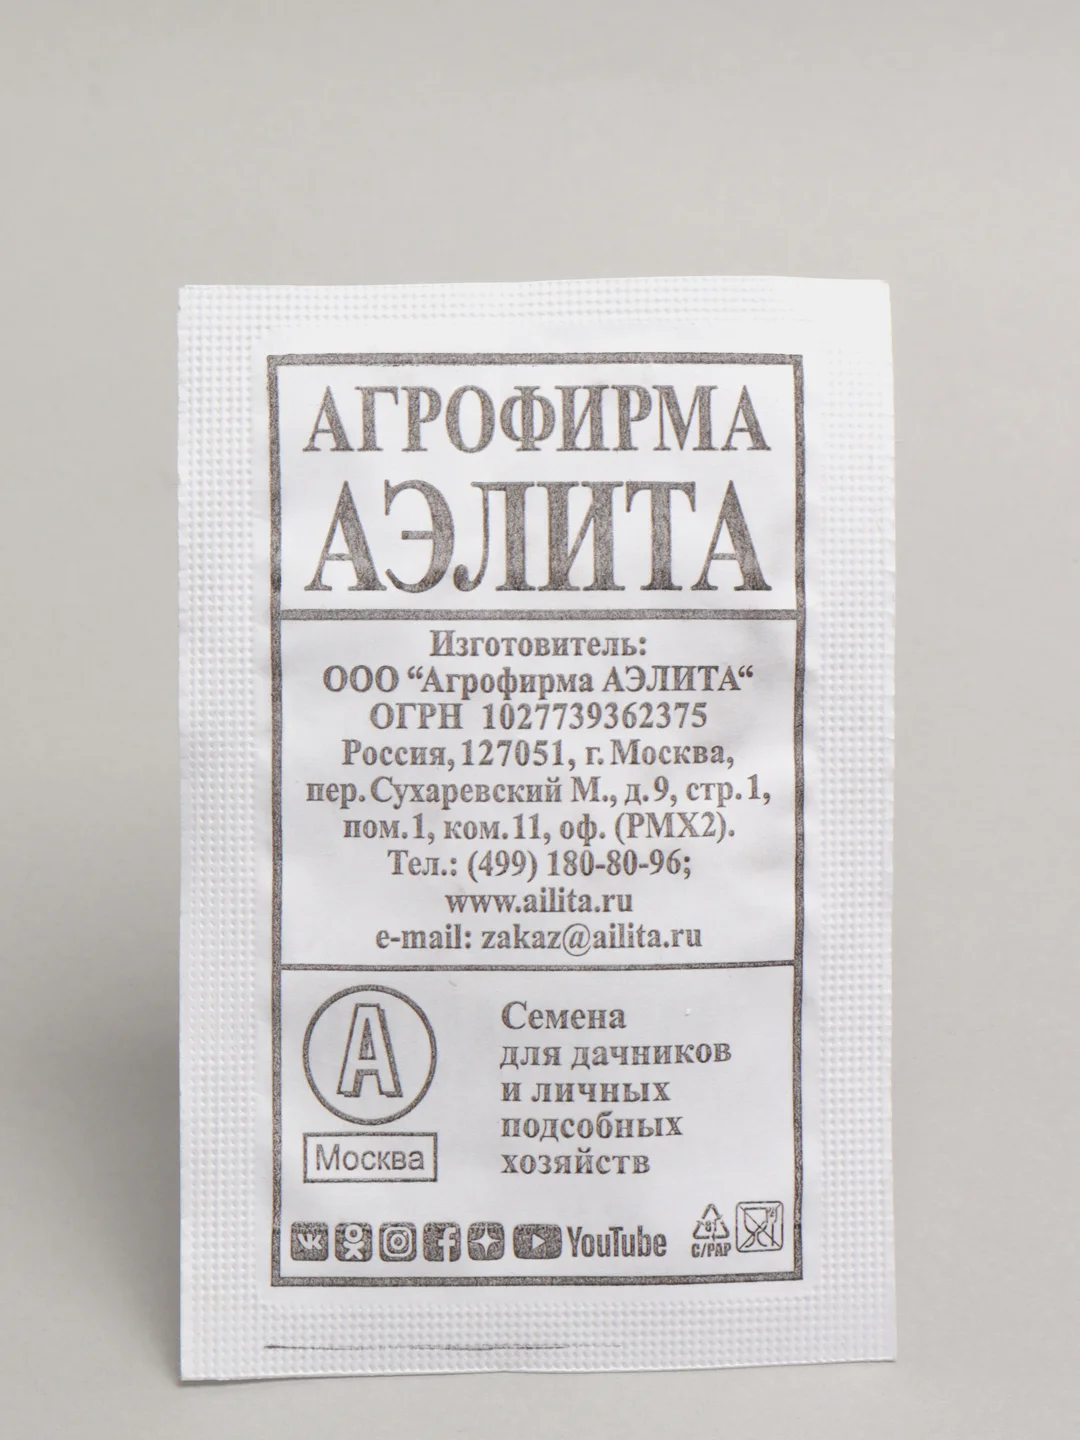 АГРОФИРМА
АЭЛИТА
Изготовитель:
ООО “Агрофирма АЭЛИТА“
ОГРН 1027739362375
Россия, 127051, г. Москва,
пер. Сухаревский М., д. 9, стр. 1,
пом. 1, ком. 11, оф. (РМХ2).
Тел.: (499) 180-80-96;
www.ailita.ru
e-mail: zakaz@ailita.ru
А
Москва
Семена
для дачников
и личных
подсобных
хозяйств
YouTube
C/PAP